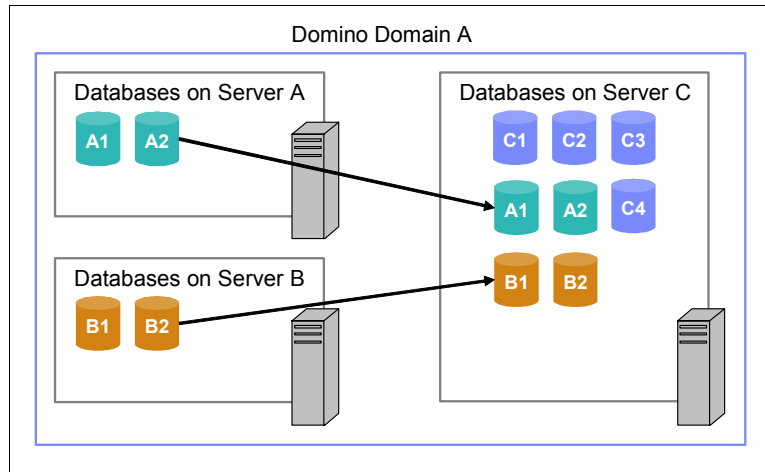 Domino Domain A
Databases on Server A
A1 A2
Databases on Server B
B1 B2
Databases on Server C
C1 C2 C3
A1 A2 C4
B1 B2